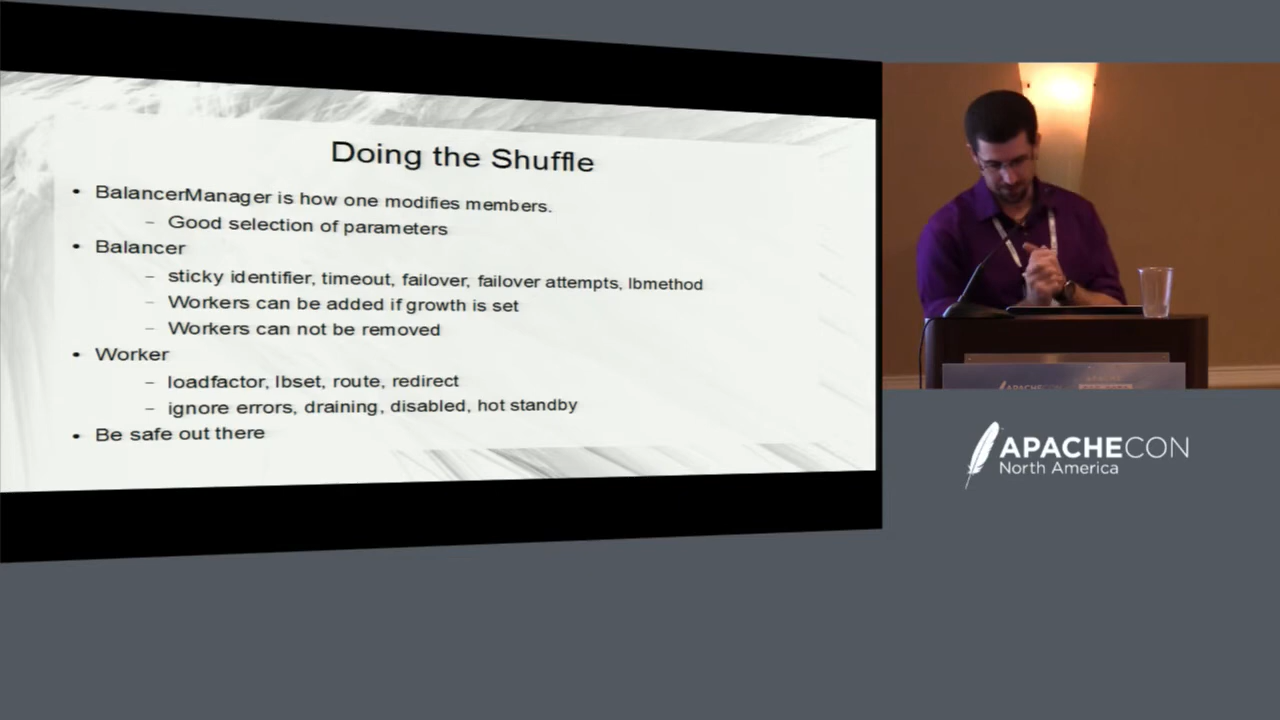 Doing the Shuffle
• BalancerManager is how one modifies members.
– Good selection of parameters
• Balancer
– sticky identifier, timeout, failover, failover attempts, lbmethod
– Workers can be added if growth is set
– Workers can not be removed
• Worker
– loadfactor, lbset, route, redirect
– ignore errors, draining, disabled, hot standby
• Be safe out there
APACHECON
North America